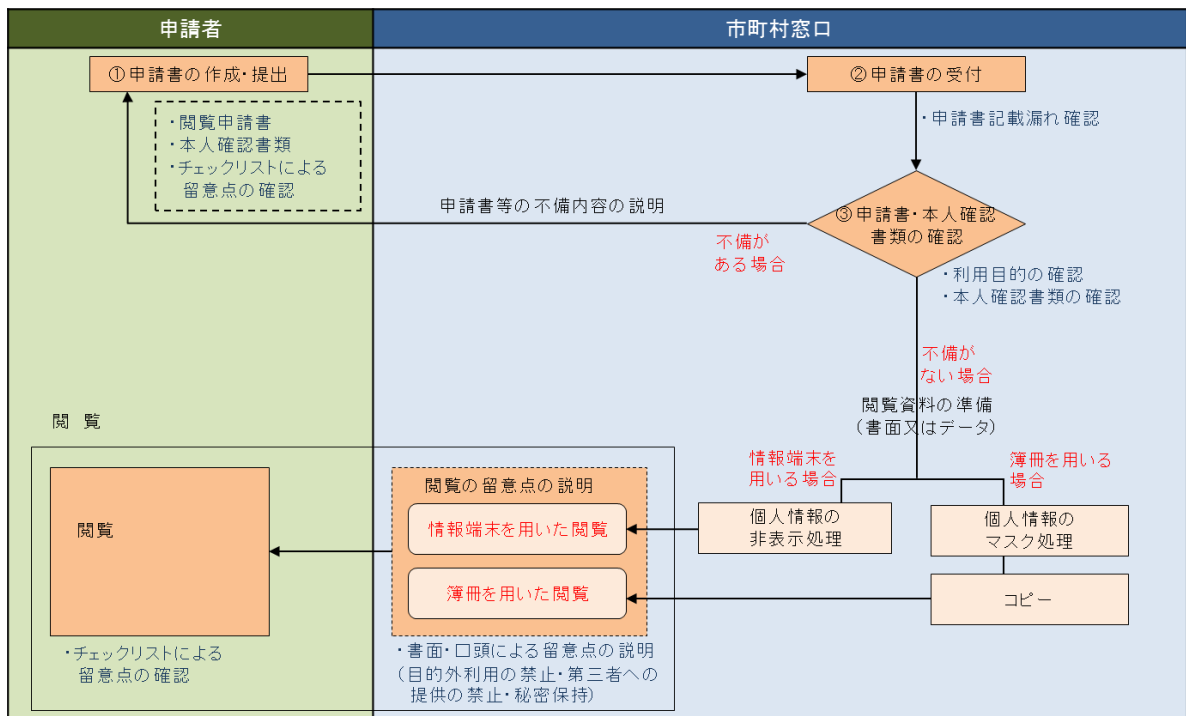 申請者
市町村窓口
①申請書の作成・提出
②申請書の受付
・閲覧申請書
・本人確認書類
・チェックリストによる
留意点の確認
・申請書記載漏れ確認
申請書等の不備内容の説明
③申請書・本人確認
書類の確認
不備が
ある場合
・利用目的の確認
・本人確認書類の確認
不備が
ない場合
閲覧資料の準備
(書面又はデータ)
情報端末を
用いる場合
簿冊を用いる
場合
個人情報の
非表示処理
個人情報の
マスク処理
コピー
閲 覧
閲覧
閲覧の留意点の説明
情報端末を用いた閲覧
簿冊を用いた閲覧
・チェックリストによる
留意点の確認
・書面・口頭による留意点の説明
(目的外利用の禁止・第三者への
提供の禁止・秘密保持)